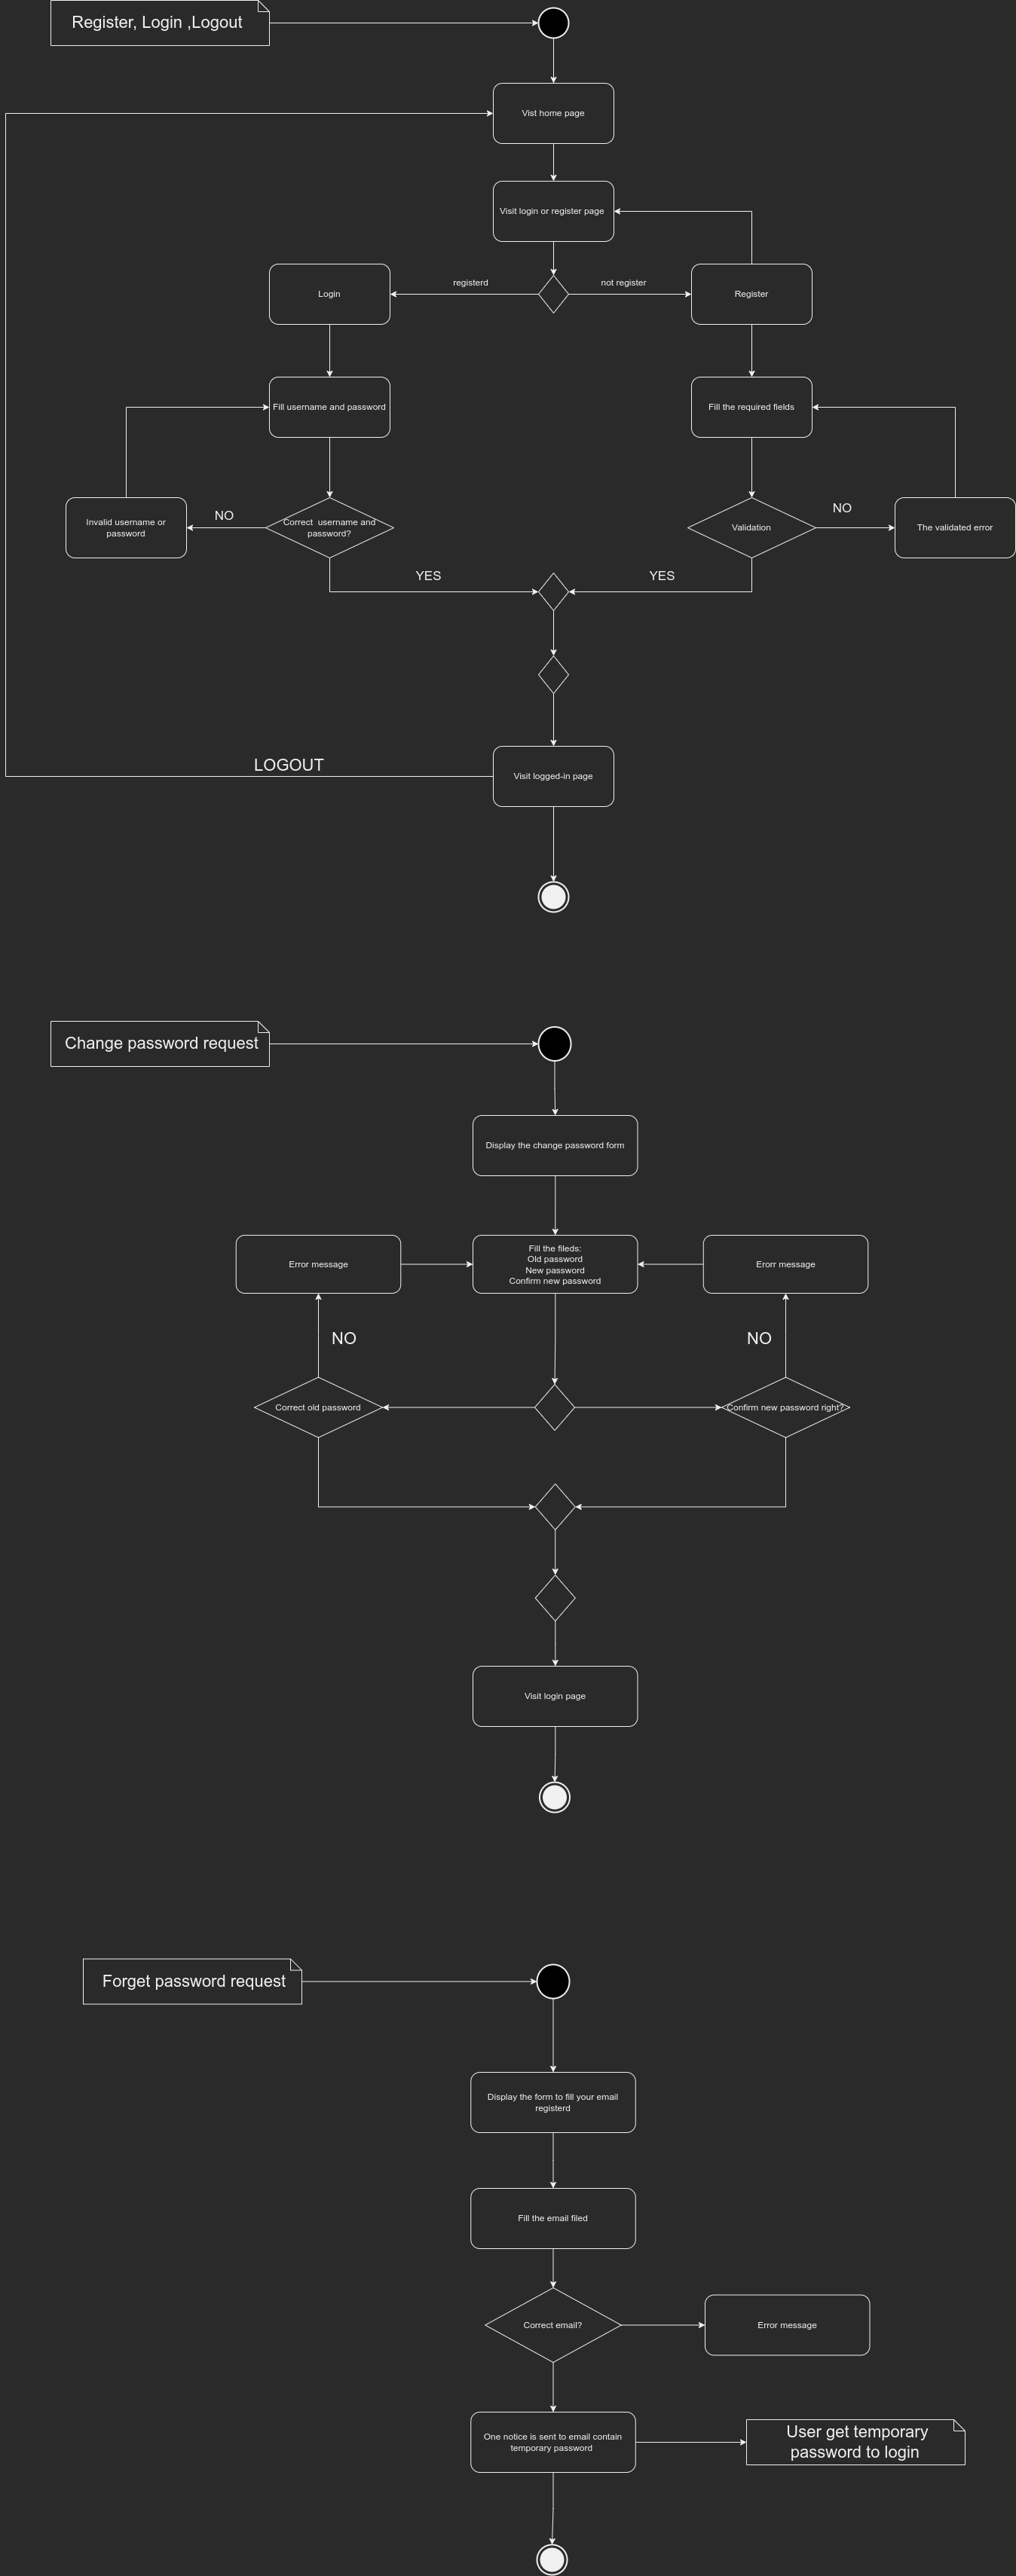 Register, Login ,Logout
Vist home page
Visit login or register page
registerd
not register
Login
Register
Fill username and password
Fill the required fields
Invalid username or
password
NO
Correct username and
password?
Validation
NO
The validated error
YES
YES
LOGOUT
Visit logged-in page
Change password request
Display the change password form
Error message
Fill the fileds:
Old password
New password
Confirm new password
Erorr message
NO
NO
Correct old password
Confirm new password right?
Visit login page
Forget password request
Display the form to fill your email
registerd
Fill the email filed
Correct email?
Error message
One notice is sent to email contain
temporary password
User get temporary
password to login